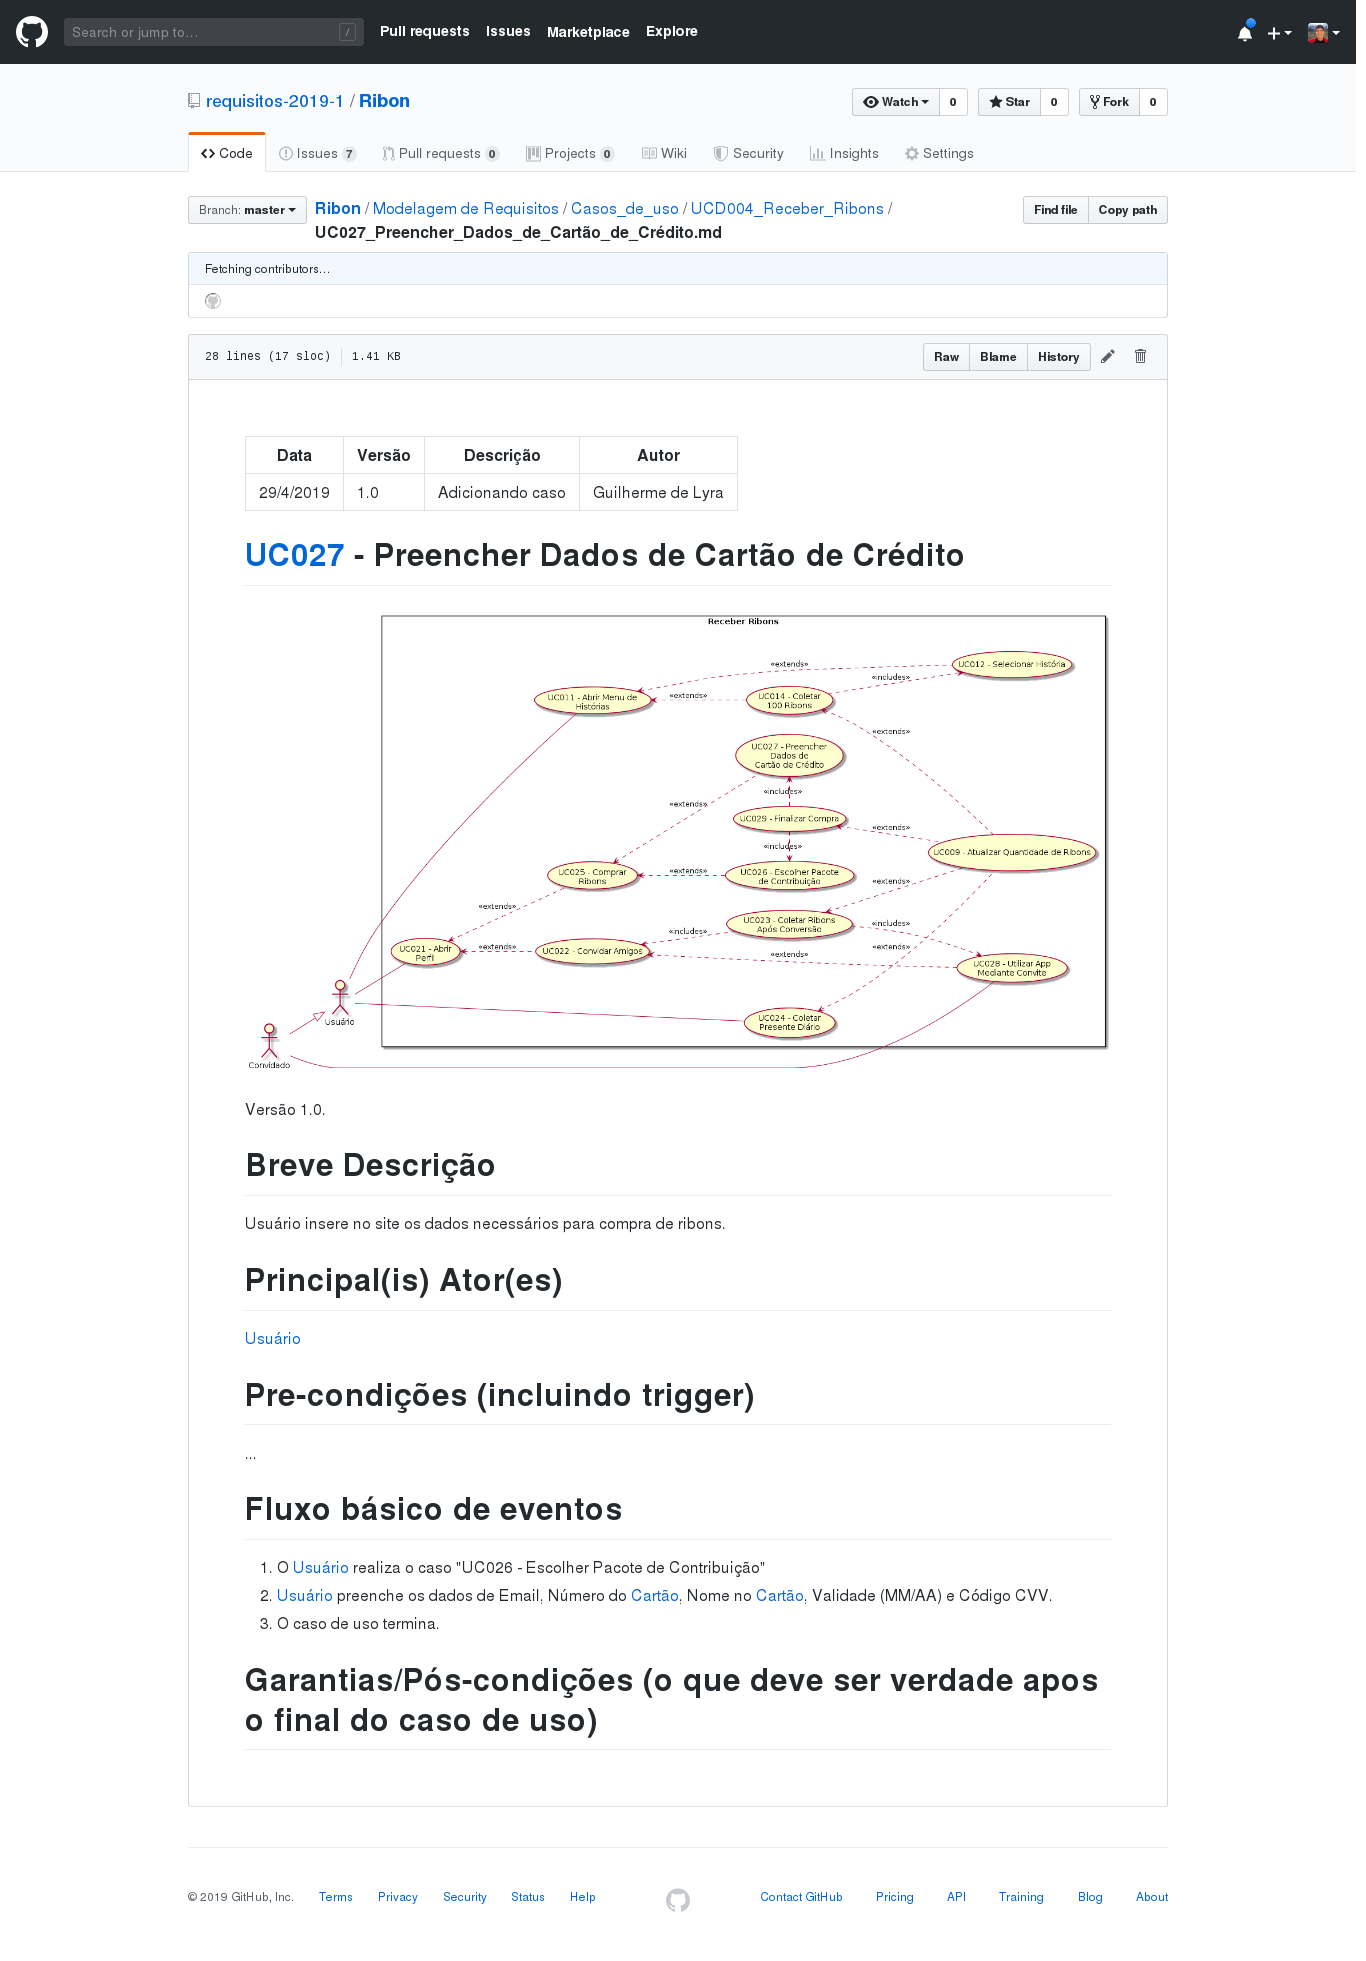 Search or jump to...
/
Pull requests Issues Marketplace Explore
requisitos-2019-1 / Ribon
Watch 0 Star 0 Fork 0
Code Issues 7 Pull requests 0 Projects 0 Wiki Security Insights Settings
Branch: master Ribon / Modelagem de Requisitos / Casos_de_uso / UCD004_Receber_Ribons /
UC027_Preencher_Dados_de_Cartão_de_Crédito.md
Find file Copy path
Fetching contributors…
28 lines (17 sloc) 1.41 KB
Raw Blame History
Data Versão Descrição Autor
29/4/2019 1.0 Adicionando caso Guilherme de Lyra
UC027 - Preencher Dados de Cartão de Crédito
Receber Ribons
«extends»
UC012 - Selecionar História
«includes»
UC011 - Abrir Menu de
Histórias
«extends»
UC014 - Coletar
100 Ribons
«extends»
UC027 - Preencher
Dados de
Cartão de Crédito
«includes»
«extends»
UC029 - Finalizar Compra
«extends»
«includes»
UC009 - Atualizar Quantidade de Ribons
UC025 - Comprar
Ribons
«extends»
UC026 - Escolher Pacote
de Contribuição
«extends»
«extends»
UC023 - Coletar Ribons
Após Conversão
«extends»
«includes»
UC021 - Abrir
Perfil
«extends»
UC022 - Convidar Amigos
«extends»
«extends»
UC028 - Utilizar App
Mediante Convite
Usuário
UC024 - Coletar
Presente Diário
Convidado
Versão 1.0.
Breve Descrição
Usuário insere no site os dados necessários para compra de ribons.
Principal(is) Ator(es)
Usuário
Pre-condições (incluindo trigger)
...
Fluxo básico de eventos
1. O Usuário realiza o caso "UC026 - Escolher Pacote de Contribuição"
2. Usuário preenche os dados de Email, Número do Cartão, Nome no Cartão, Validade (MM/AA) e Código CVV.
3. O caso de uso termina.
Garantias/Pós-condições (o que deve ser verdade apos
o final do caso de uso)
© 2019 GitHub, Inc. Terms Privacy Security Status Help Contact GitHub Pricing API Training Blog About